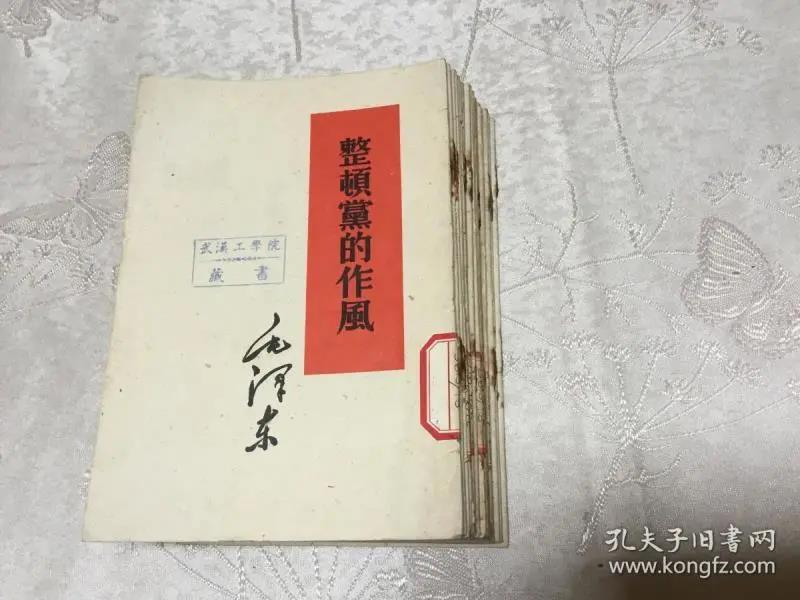 整頓黨的作風
毛泽东
武漢工學院
藏書
孔夫子旧书网
www.kongfz.com